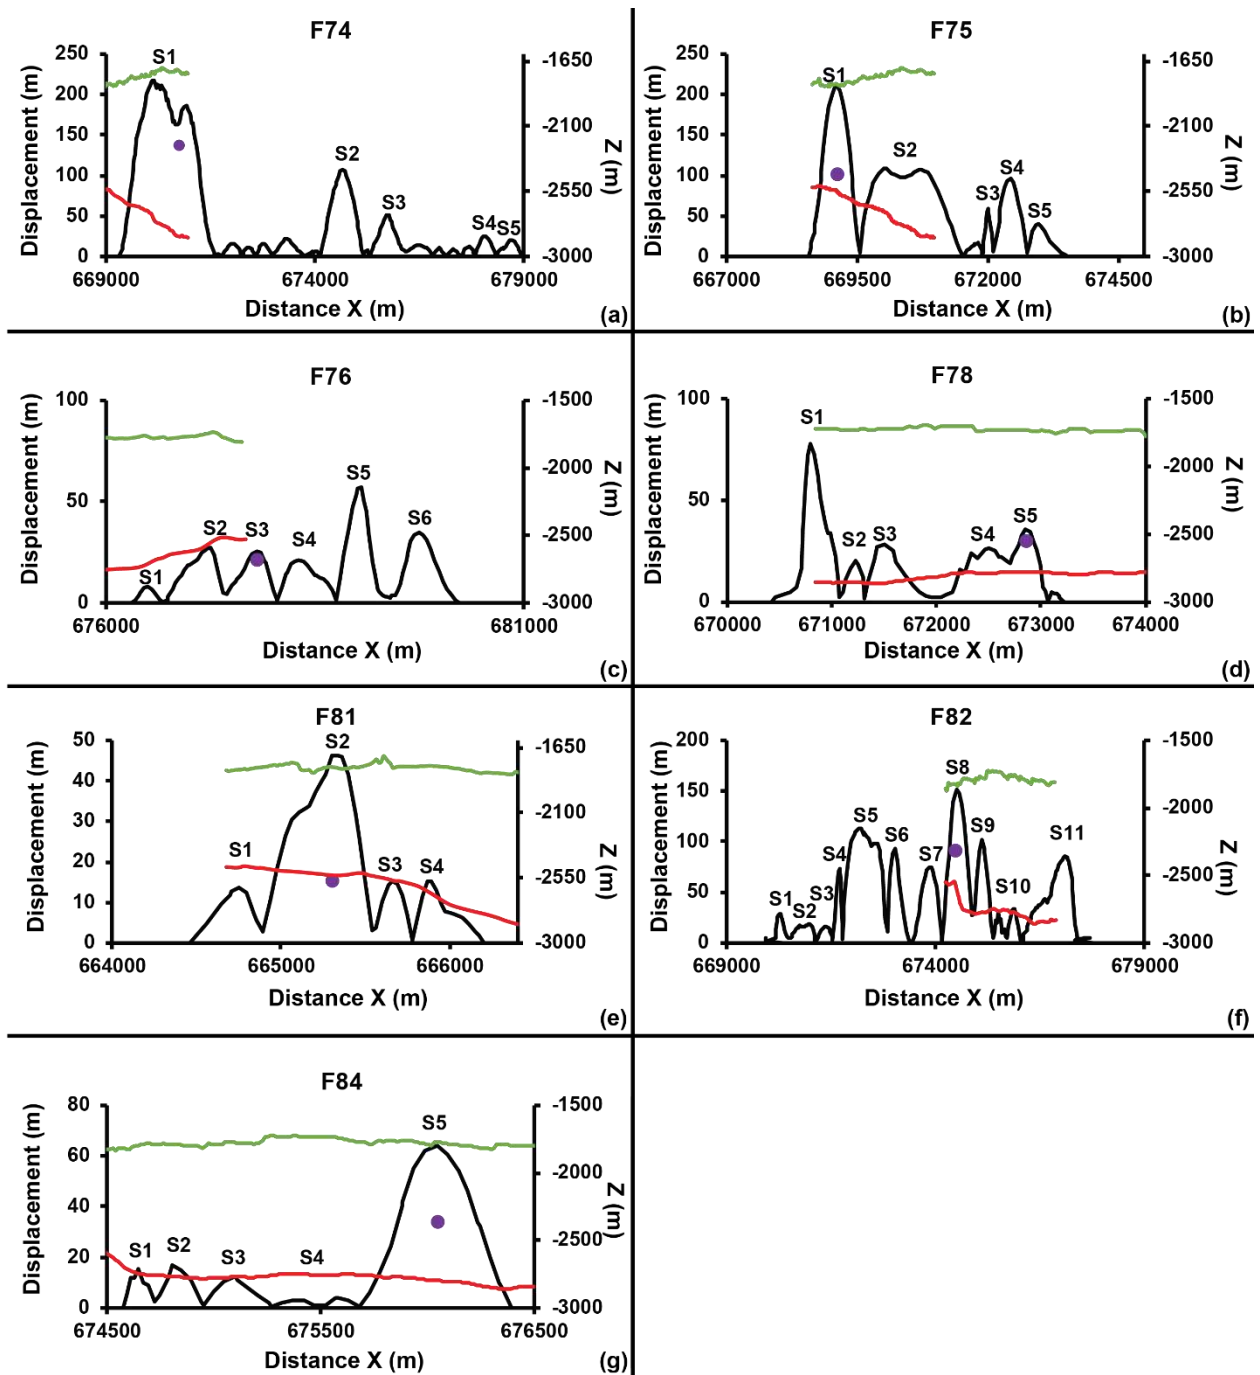 F74
Displacement (m)
250
200
150
100
50
0
S1
S2
S3
S4
S5
-1650
-2100
-2550
-3000
Z (m)
669000
674000
679000
Distance X (m)
(a)
F75
Displacement (m)
250
200
150
100
50
0
S1
S2
S3
S4
S5
-1650
-2100
-2550
-3000
Z (m)
667000
669500
672000
674500
Distance X (m)
(b)
F76
Displacement (m)
100
50
0
S1
S2
S3
S4
S5
S6
-1500
-2000
-2500
-3000
Z (m)
676000
681000
(c)
F78
Displacement (m)
100
50
0
S1
S2
S3
S4
S5
-1500
-2000
-2500
-3000
Z (m)
670000
671000
672000
673000
674000
(d)
F81
Displacement (m)
50
40
30
20
10
0
S1
S2
S3
S4
-1650
-2100
-2550
-3000
Z (m)
664000
665000
666000
Distance X (m)
(e)
F82
Displacement (m)
200
150
100
50
0
S1
S2
S3
S4
S5
S6
S7
S8
S9
S10
S11
-1500
-2000
-2500
-3000
Z (m)
669000
674000
679000
Distance X (m)
(f)
F84
Displacement (m)
80
60
40
20
0
S1
S2
S3
S4
S5
-1500
-2000
-2500
-3000
Z (m)
674500
675500
676500
Distance X (m)
(g)